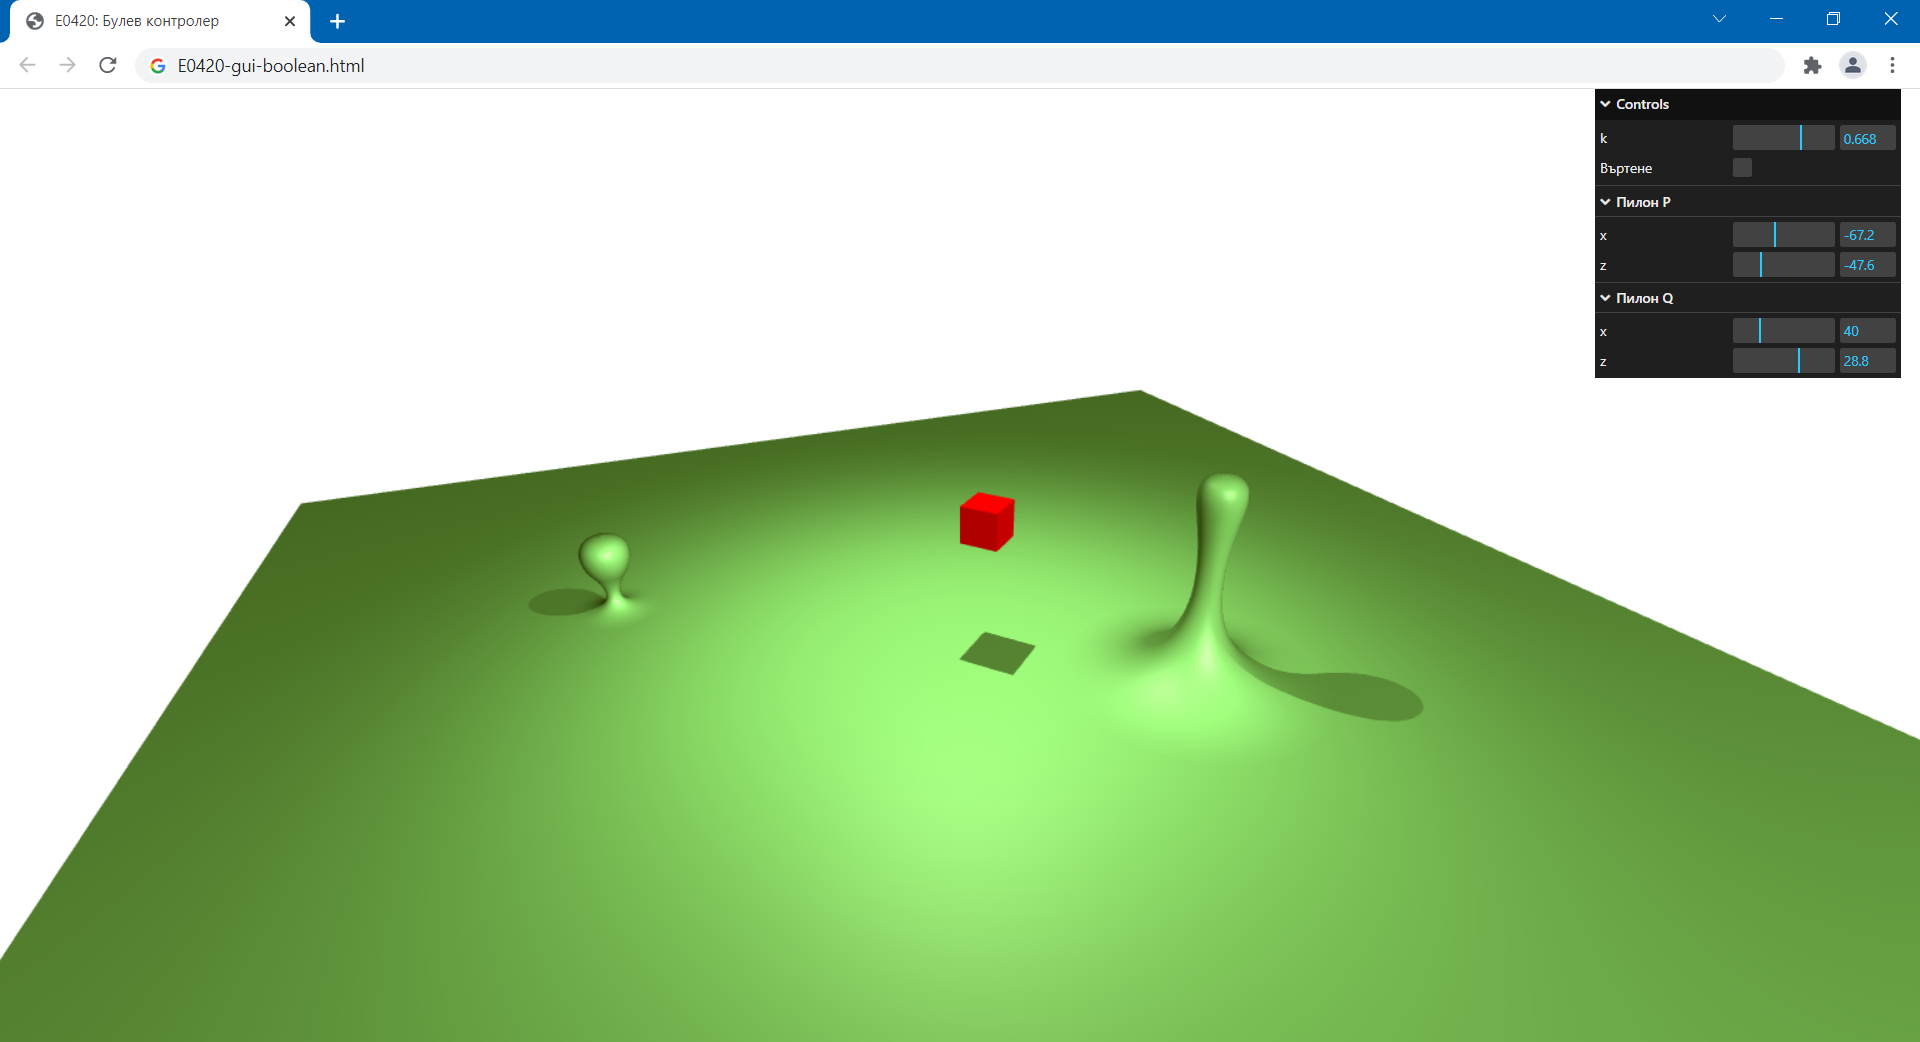 E0420: Булев контролер
E0420-gui-boolean.html
Controls
k 0.668
Въртене
Пилон P
x -67.2
z -47.6
Пилон Q
x 40
z 28.8